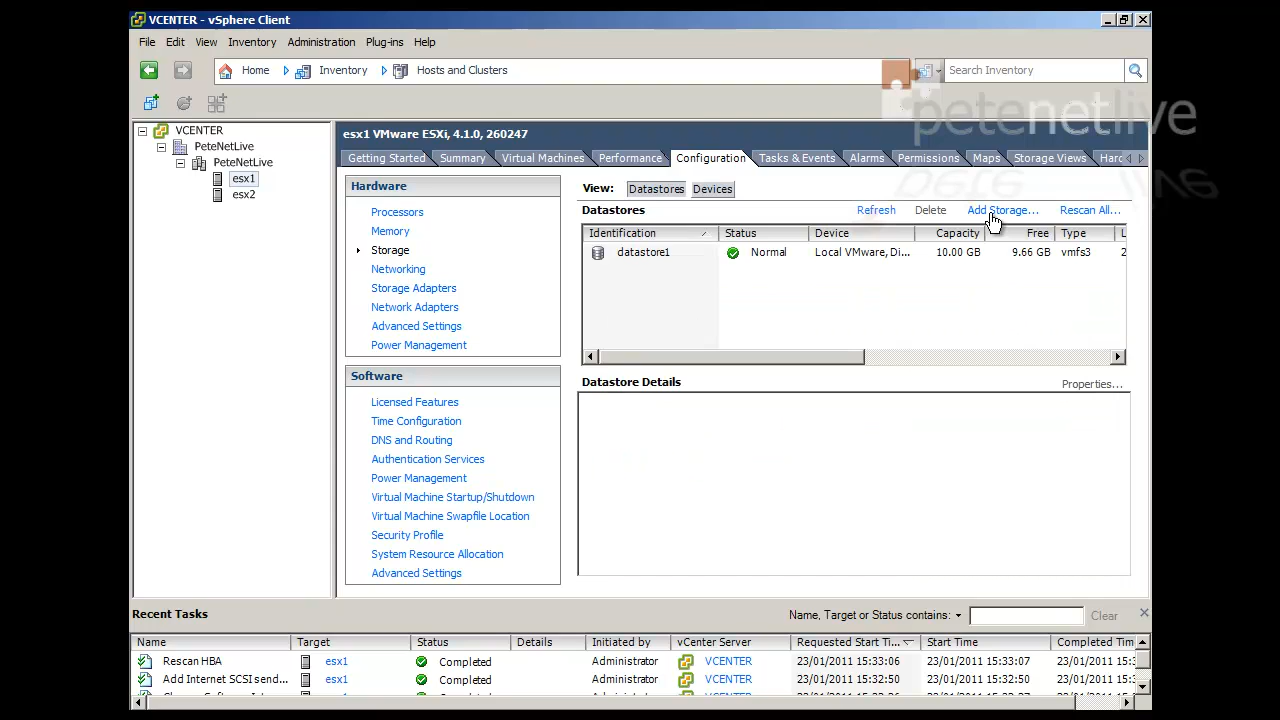 VCENTER - vSphere Client
File Edit View Inventory Administration Plug-ins Help
Home Inventory Hosts and Clusters Search Inventory
petenetlive
VCENTER
PeteNetLive
PeteNetLive
esx1
esx2
esx1 VMware ESXi, 4.1.0, 260247
Getting Started Summary Virtual Machines Performance Configuration Tasks & Events Alarms Permissions Maps Storage Views Hard
Hardware
Processors
Memory
Storage
Networking
Storage Adapters
Network Adapters
Advanced Settings
Power Management
Software
Licensed Features
Time Configuration
DNS and Routing
Authentication Services
Power Management
Virtual Machine Startup/Shutdown
Virtual Machine Swapfile Location
Security Profile
System Resource Allocation
Advanced Settings
View: Datastores Devices
Datastores Refresh Delete Add Storage... Rescan All...
Identification Status Device Capacity Free Type L
datastore1 Normal Local VMware, Di... 10.00 GB 9.66 GB vmfs3 2
Datastore Details Properties...
Recent Tasks Name, Target or Status contains: Clear
Name Target Status Details Initiated by vCenter Server Requested Start Ti... Start Time Completed Tim
Rescan HBA esx1 Completed Administrator VCENTER 23/01/2011 15:33:06 23/01/2011 15:33:07 23/01/2011 15:3
Add Internet SCSI send... esx1 Completed Administrator VCENTER 23/01/2011 15:32:50 23/01/2011 15:32:50 23/01/2011 15:3